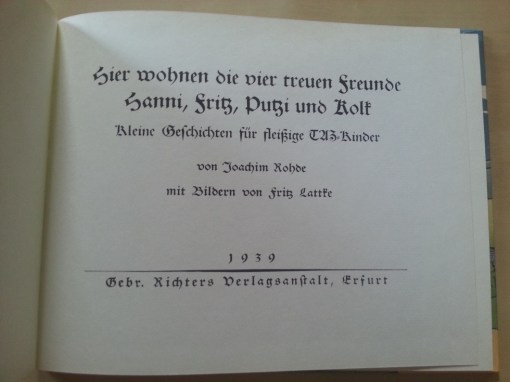 Hier wohnen die vier treuen Freunde
Hanni, Fritz, Putzi und Rolf
Kleine Geschichten für fleißige TAZ-Kinder
von Joachim Rohde
mit Bildern von Fritz Lattke
1939
Gebr. Richters Verlagsanstalt, Erfurt